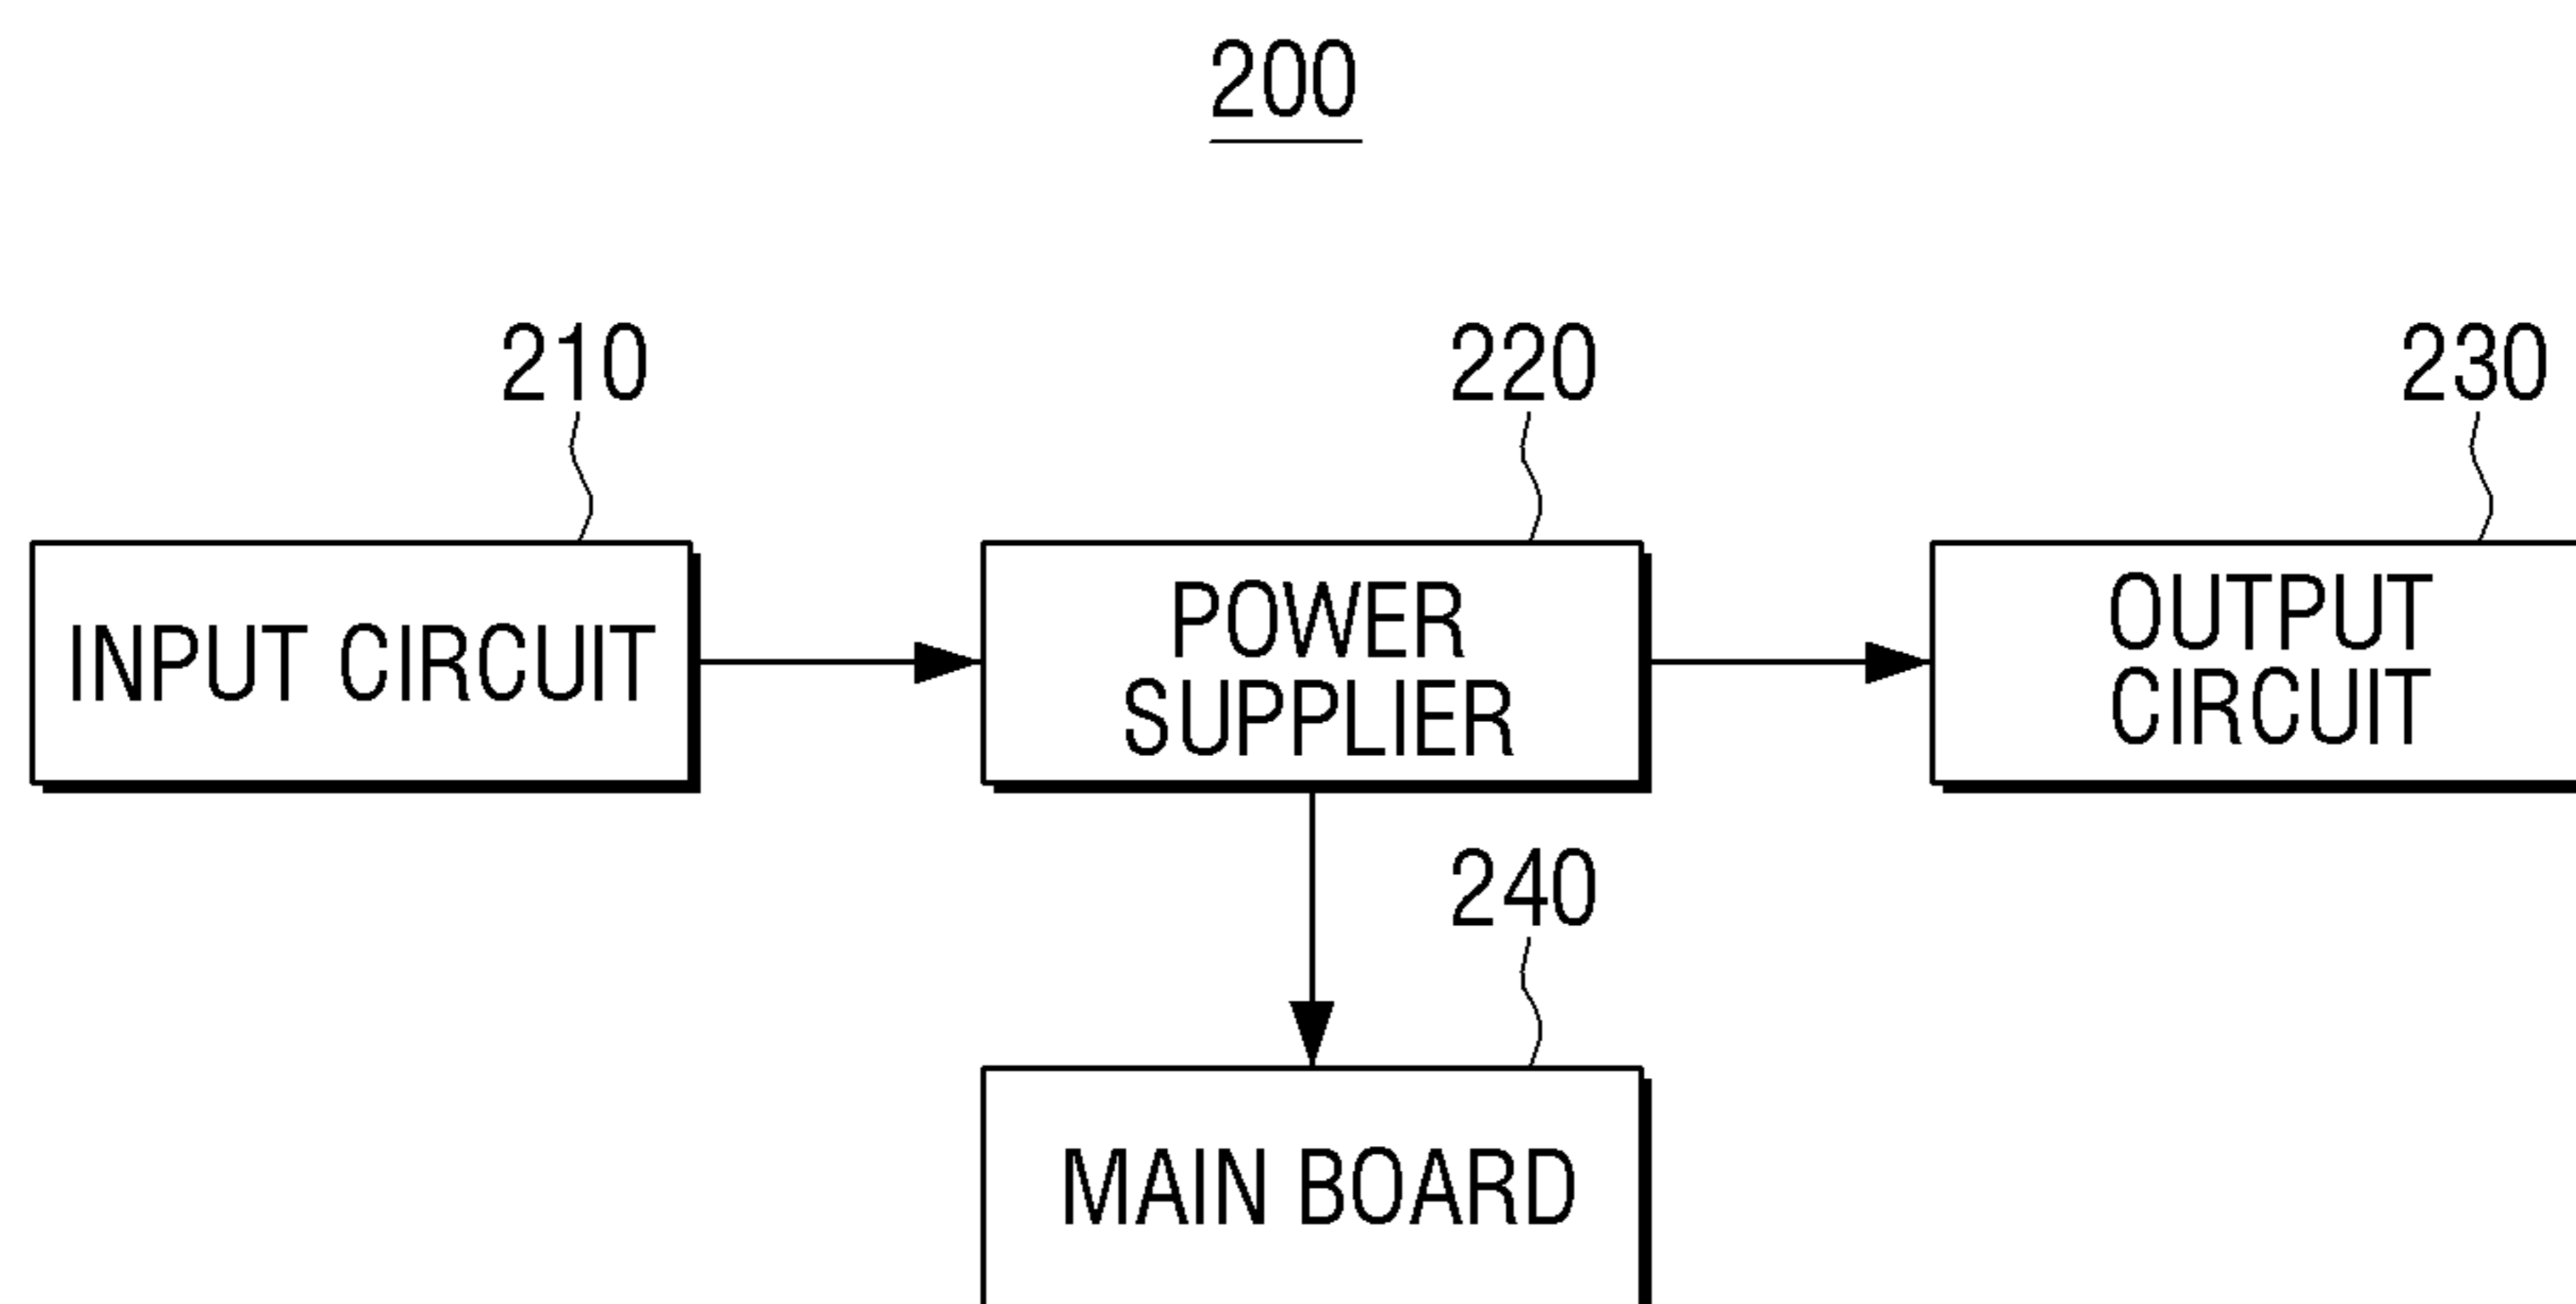 200
210
220
230
INPUT CIRCUIT
POWER
SUPPLIER
OUTPUT
CIRCUIT
240
MAIN BOARD